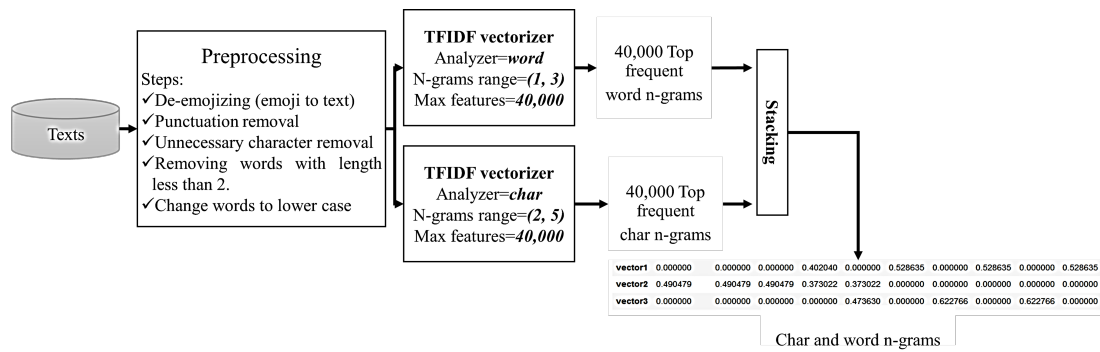 Texts
Preprocessing
Steps:
✓De-emojizing (emoji to text)
✓Punctuation removal
✓Unnecessary character removal
✓Removing words with length
less than 2.
✓Change words to lower case
TFIDF vectorizer
Analyzer=word
N-grams range=(1, 3)
Max features=40,000
40,000 Top
frequent
word n-grams
TFIDF vectorizer
Analyzer=char
N-grams range=(2, 5)
Max features=40,000
40,000 Top
frequent
char n-grams
Stacking
vector1 0.000000 0.000000 0.000000 0.402040 0.000000 0.528635 0.000000 0.528635 0.000000 0.528635
vector2 0.490479 0.490479 0.490479 0.373022 0.373022 0.000000 0.000000 0.000000 0.000000 0.000000
vector3 0.000000 0.000000 0.000000 0.000000 0.473630 0.000000 0.622766 0.000000 0.622766 0.000000
Char and word n-grams